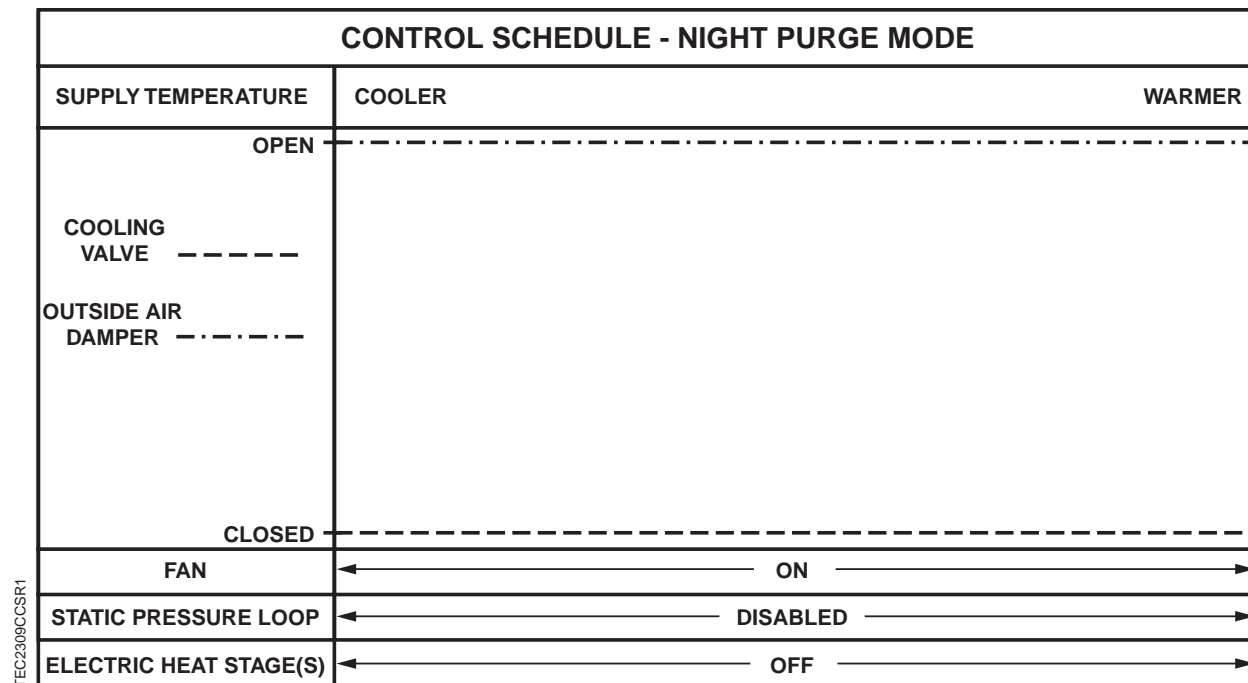 CONTROL SCHEDULE - NIGHT PURGE MODE
SUPPLY TEMPERATURE COOLER WARMER
OPEN
COOLING
VALVE
OUTSIDE AIR
DAMPER
CLOSED
FAN ON
STATIC PRESSURE LOOP DISABLED
ELECTRIC HEAT STAGE(S) OFF
TEC2309CCSR1